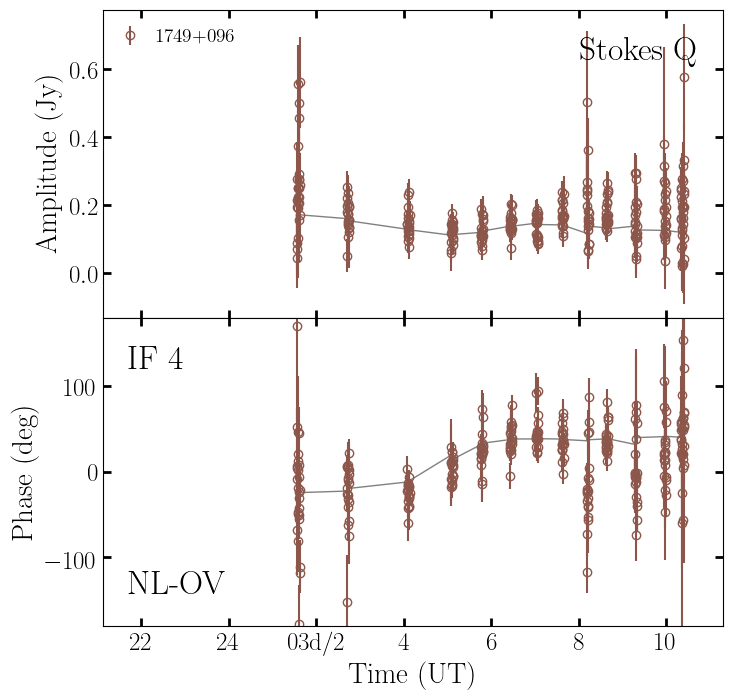 1749+096
Stokes Q
Amplitude (Jy)
0.6
0.4
0.2
0.0
IF 4
Phase (deg)
100
0
−100
NL-OV
22 24 03d/2 4 6 8 10
Time (UT)